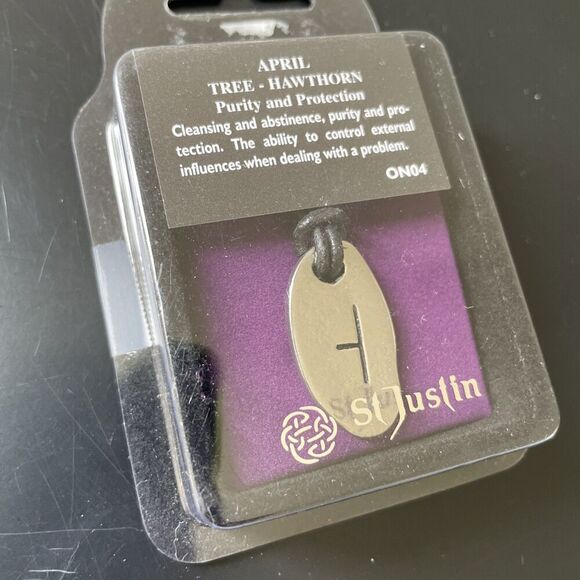 APRIL
TREE - HAWTHORN
Purity and Protection
Cleansing and abstinence, purity and pro-
tection. The ability to control external
influences when dealing with a problem.
ON04
St Justin